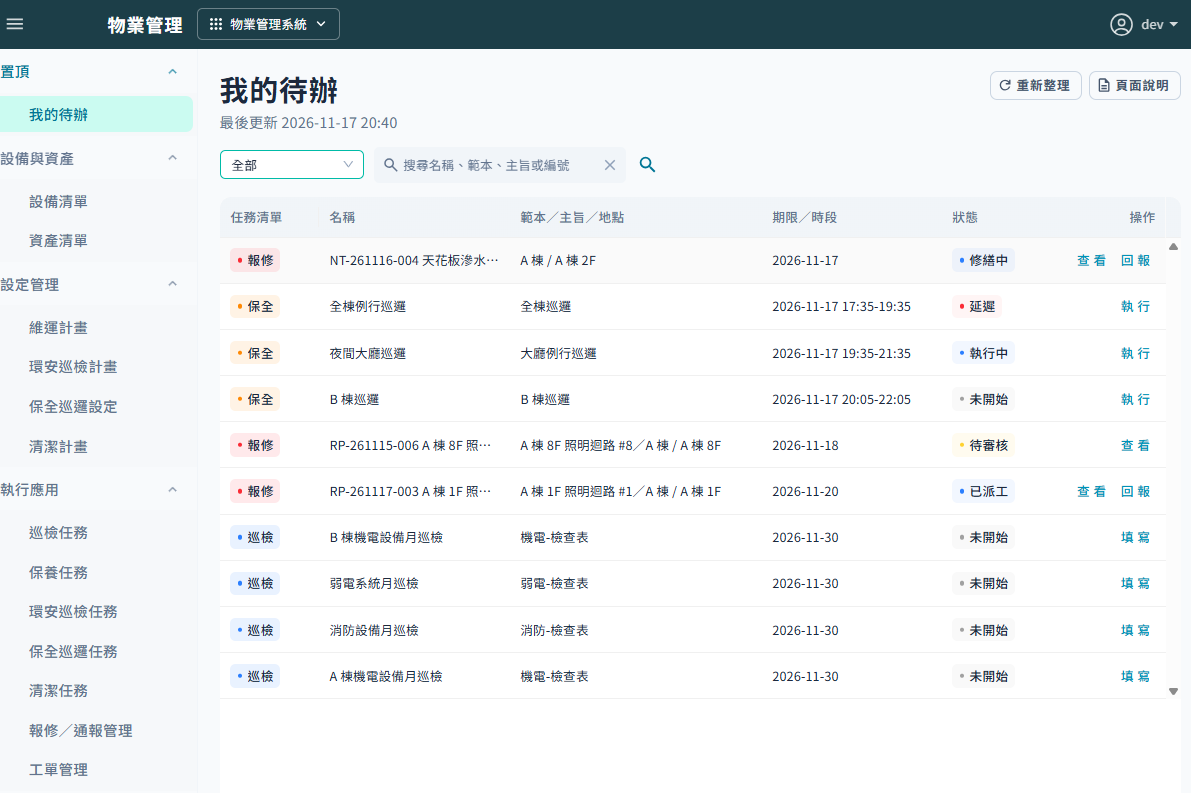 物業管理 物業管理系統 dev
置頂
我的待辦
設備與資產
設備清單
資產清單
設定管理
維運計畫
環安巡檢計畫
保全巡邏設定
清潔計畫
執行應用
巡檢任務
保養任務
環安巡檢任務
保全巡邏任務
清潔任務
報修／通報管理
工單管理
我的待辦
重新整理 頁面說明
最後更新 2026-11-17 20:40
全部 搜尋名稱、範本、主旨或編號
任務清單 名稱 範本／主旨／地點 期限／時段 狀態 操作
報修 NT-261116-004 天花板滲水⋯ A 棟 / A 棟 2F 2026-11-17 修繕中 查看 回報
保全 全棟例行巡邏 全棟巡邏 2026-11-17 17:35-19:35 延遲 執行
保全 夜間大廳巡邏 大廳例行巡邏 2026-11-17 19:35-21:35 執行中 執行
保全 B 棟巡邏 B 棟巡邏 2026-11-17 20:05-22:05 未開始 執行
報修 RP-261115-006 A 棟 8F 照⋯ A 棟 8F 照明迴路 #8／A 棟 / A 棟 8F 2026-11-18 待審核 查看
報修 RP-261117-003 A 棟 1F 照⋯ A 棟 1F 照明迴路 #1／A 棟 / A 棟 1F 2026-11-20 已派工 查看 回報
巡檢 B 棟機電設備月巡檢 機電-檢查表 2026-11-30 未開始 填寫
巡檢 弱電系統月巡檢 弱電-檢查表 2026-11-30 未開始 填寫
巡檢 消防設備月巡檢 消防-檢查表 2026-11-30 未開始 填寫
巡檢 A 棟機電設備月巡檢 機電-檢查表 2026-11-30 未開始 填寫